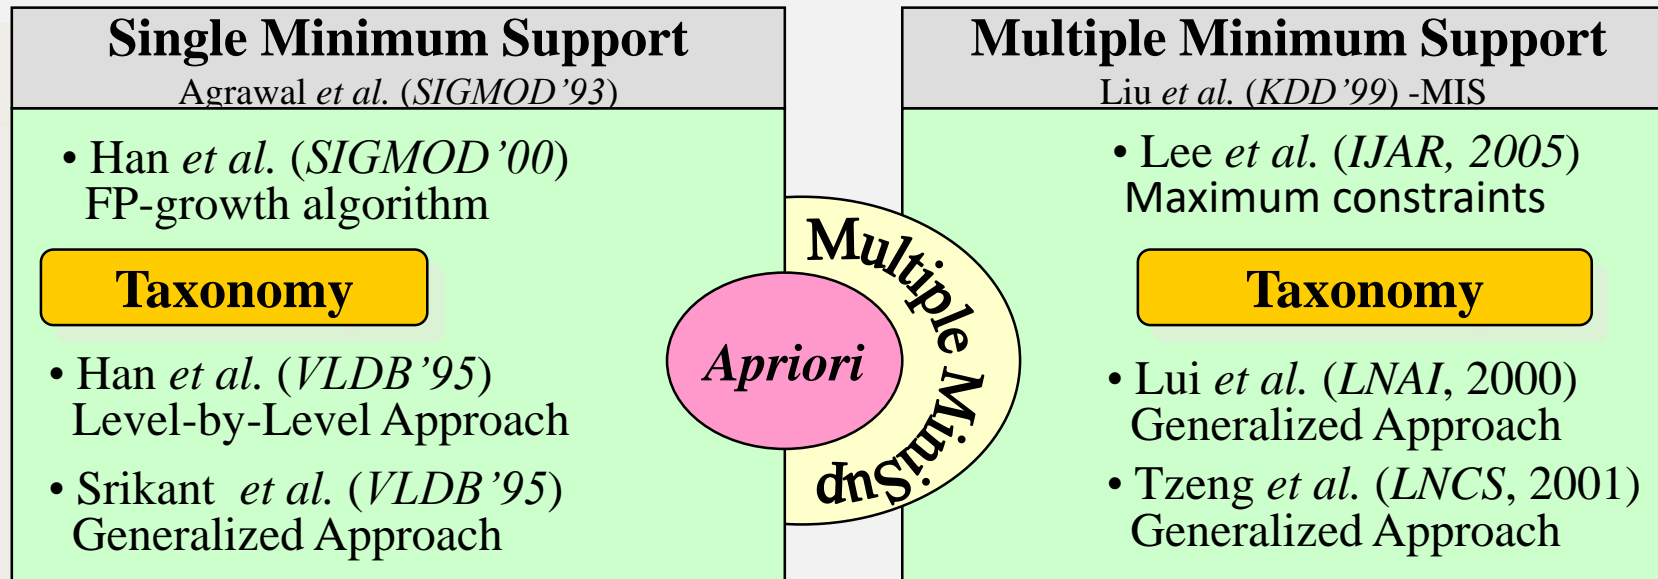 Single Minimum Support
Agrawal et al. (SIGMOD’93)
• Han et al. (SIGMOD’00)
FP-growth algorithm
Taxonomy
• Han et al. (VLDB’95)
Level-by-Level Approach
• Srikant et al. (VLDB’95)
Generalized Approach
Apriori
Multiple MiniSup
Multiple Minimum Support
Liu et al. (KDD’99) -MIS
• Lee et al. (IJAR, 2005)
Maximum constraints
Taxonomy
• Lui et al. (LNAI, 2000)
Generalized Approach
• Tzeng et al. (LNCS, 2001)
Generalized Approach